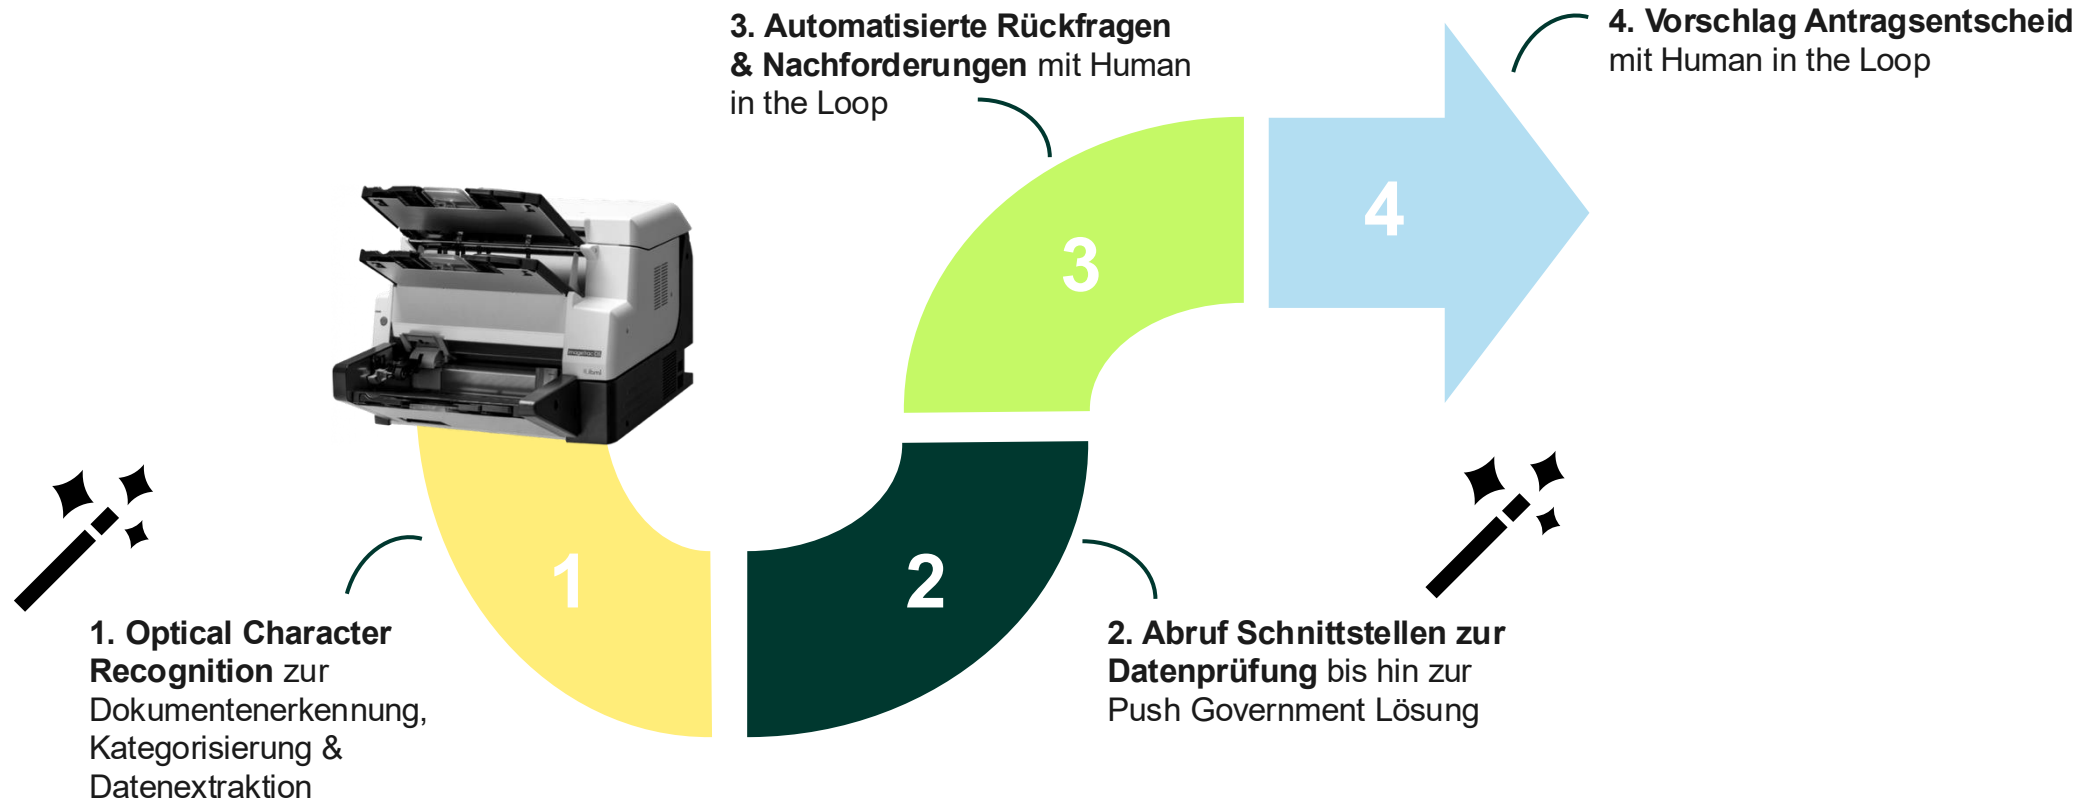 3. Automatisierte Rückfragen
& Nachforderungen mit Human
in the Loop
4. Vorschlag Antragsentscheid
mit Human in the Loop
4
3
1
2
1. Optical Character
Recognition zur
Dokumentenerkennung,
Kategorisierung &
Datenextraktion
2. Abruf Schnittstellen zur
Datenprüfung bis hin zur
Push Government Lösung